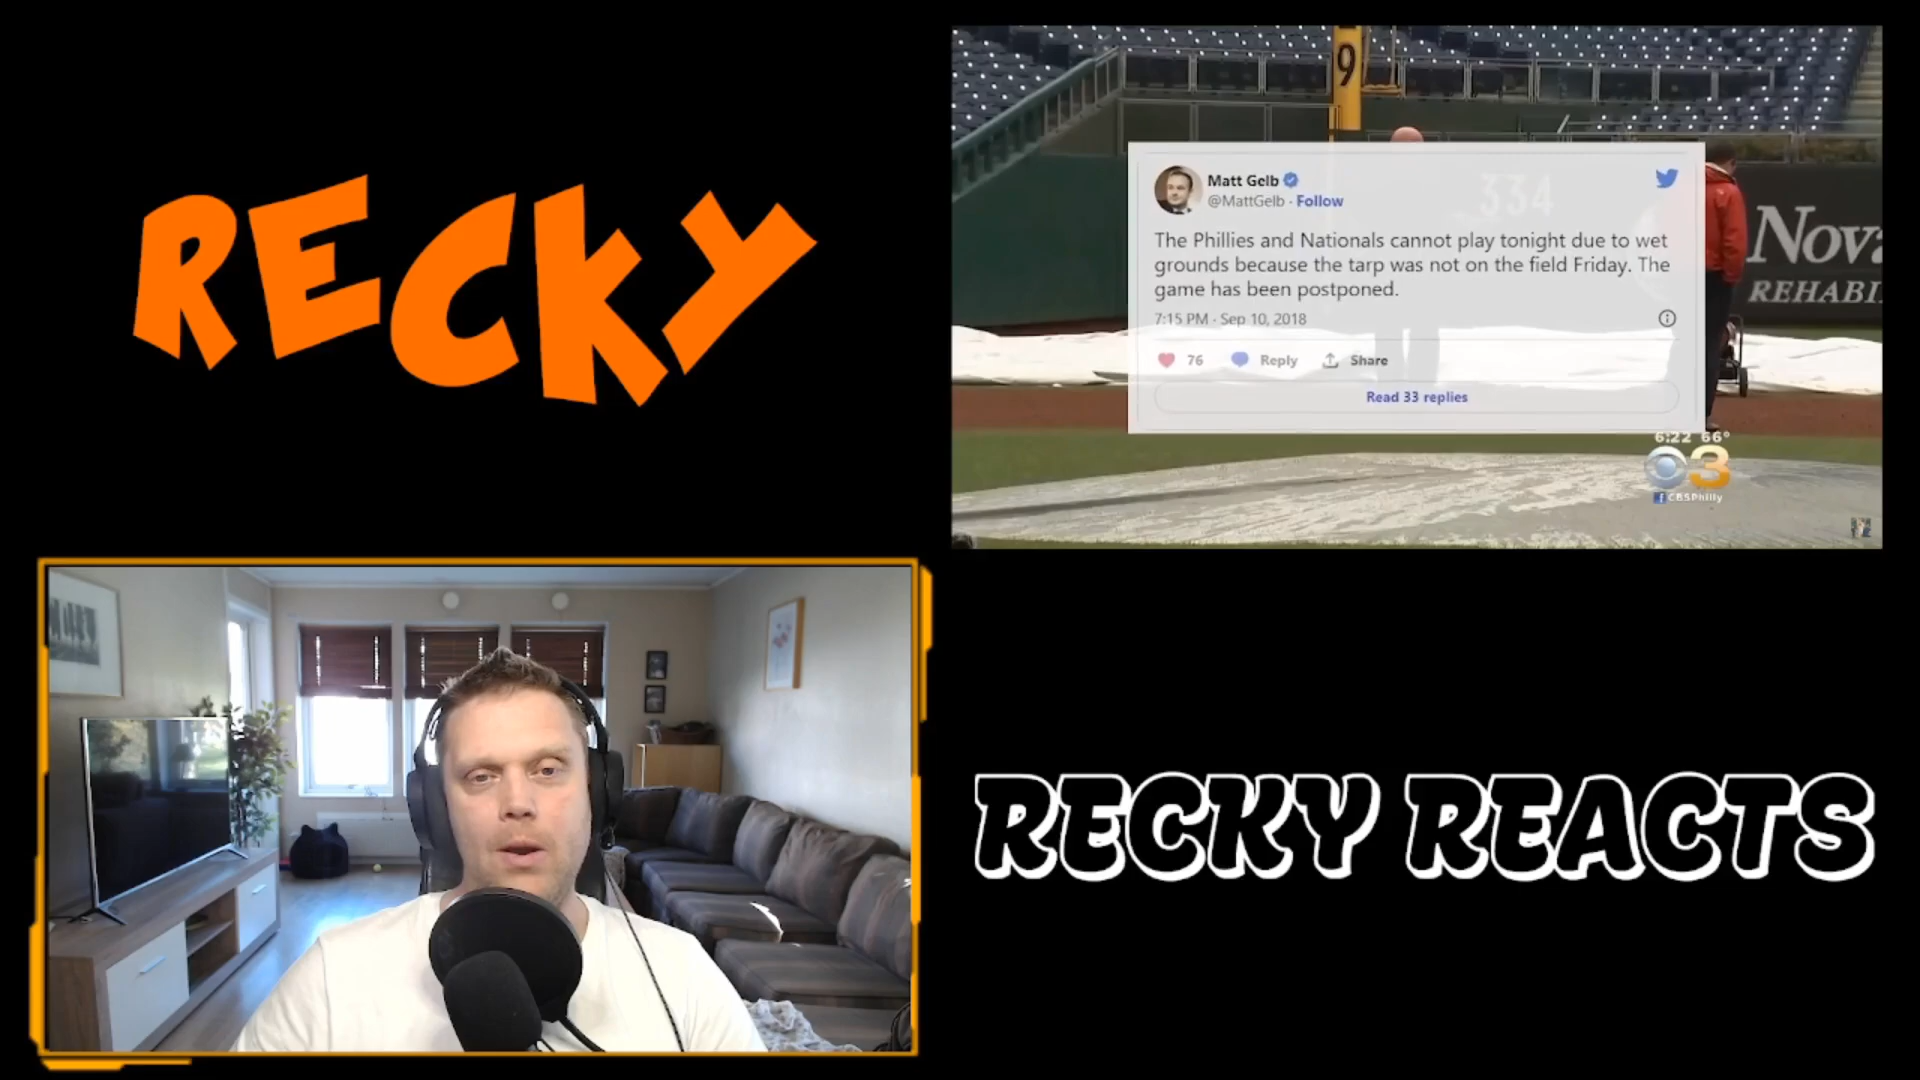 RECKY
9
334
Matt Gelb
@MattGelb · Follow
The Phillies and Nationals cannot play tonight due to wet
grounds because the tarp was not on the field Friday. The
game has been postponed.
7:15 PM · Sep 10, 2018
76 Reply Share
Read 33 replies
REHABI
6:22 66°
3
CBSPhilly
RECKY REACTS